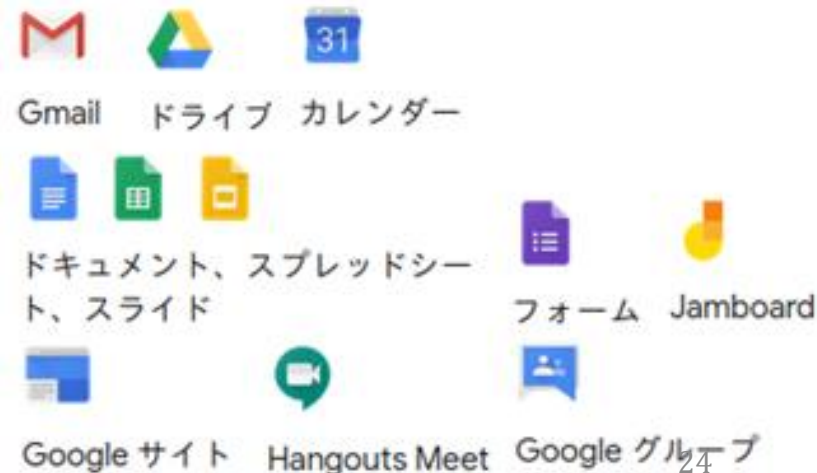 31
Gmail ドライブ カレンダー
ドキュメント、スプレッドシー
ト、スライド
フォーム Jamboard
Google サイト Hangouts Meet Google グループ
24